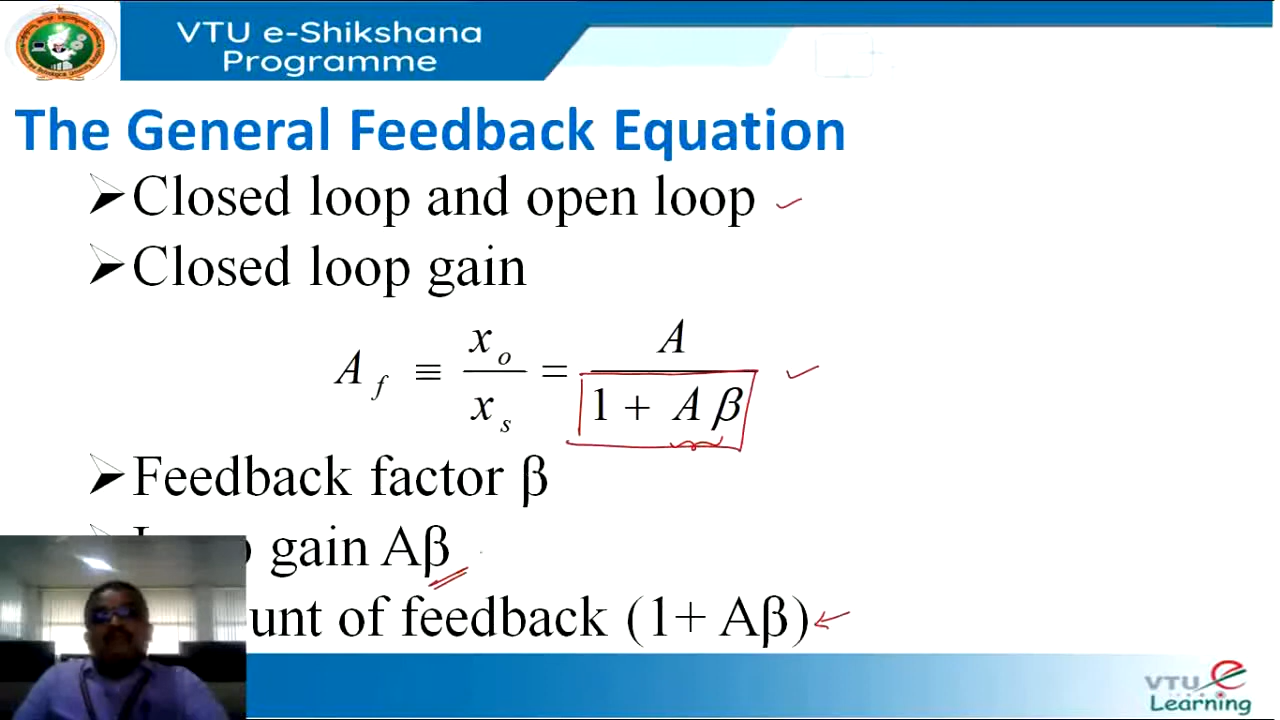 VTU e-Shikshana
Programme
The General Feedback Equation
➢Closed loop and open loop
➢Closed loop gain
A_f ≡ x_o / x_s = A / (1 + Aβ)
➢Feedback factor β
gain Aβ
of feedback (1+ Aβ)
VTU e
Learning